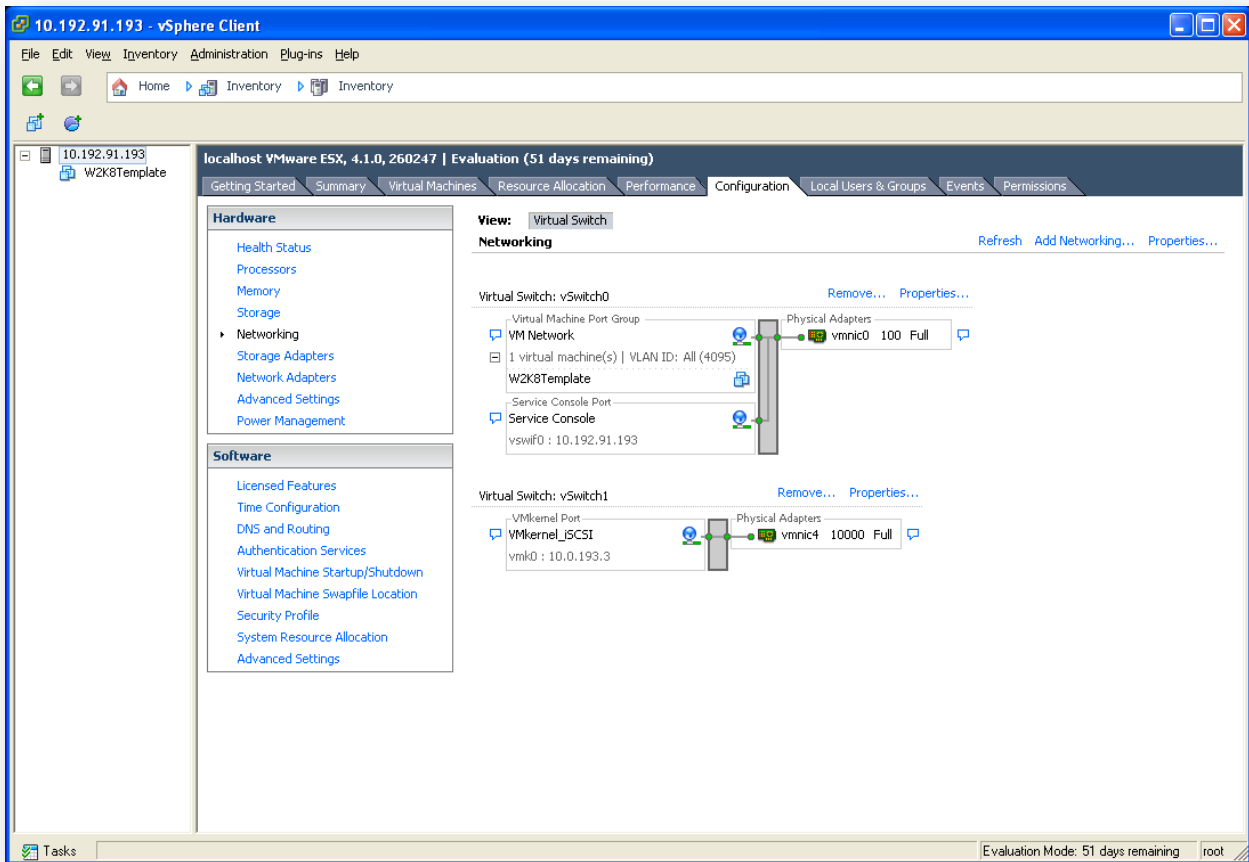 10.192.91.193 - vSphere Client
File Edit View Inventory Administration Plug-ins Help
Home Inventory Inventory
10.192.91.193
W2K8Template
localhost VMware ESX, 4.1.0, 260247 | Evaluation (51 days remaining)
Getting Started Summary Virtual Machines Resource Allocation Performance Configuration Local Users & Groups Events Permissions
Hardware
Health Status
Processors
Memory
Storage
Networking
Storage Adapters
Network Adapters
Advanced Settings
Power Management
Software
Licensed Features
Time Configuration
DNS and Routing
Authentication Services
Virtual Machine Startup/Shutdown
Virtual Machine Swapfile Location
Security Profile
System Resource Allocation
Advanced Settings
View: Virtual Switch
Networking
Refresh Add Networking... Properties...
Virtual Switch: vSwitch0 Remove... Properties...
Virtual Machine Port Group
VM Network
1 virtual machine(s) | VLAN ID: All (4095)
W2K8Template
Service Console Port
Service Console
vswif0 : 10.192.91.193
Physical Adapters
vmnic0 100 Full
Virtual Switch: vSwitch1 Remove... Properties...
VMkernel Port
VMkernel_iSCSI
vmk0 : 10.0.193.3
Physical Adapters
vmnic4 10000 Full
Tasks
Evaluation Mode: 51 days remaining root